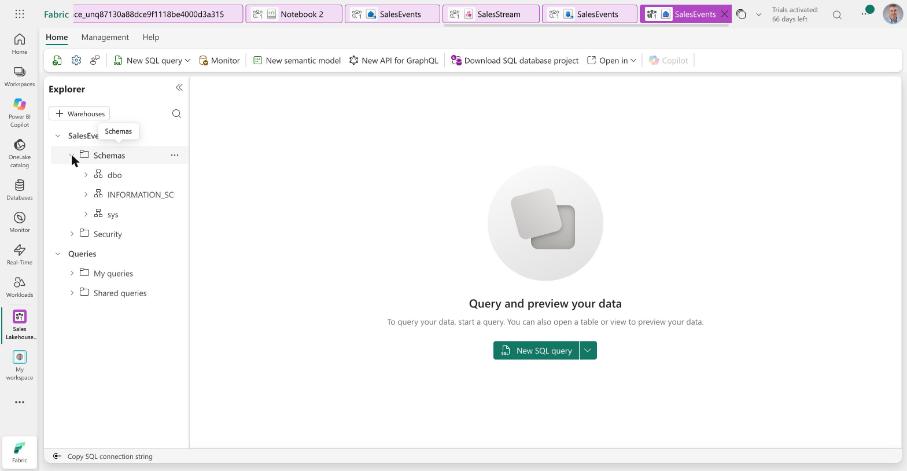 Fabric
ce_unq87130a88dce9f1118be4000d3a315
Notebook 2
SalesEvents
SalesStream
SalesEvents
SalesEvents
Trials activated:
66 days left
Home Management Help
New SQL query Monitor New semantic model New API for GraphQL Download SQL database project Open in Copilot
Home
Workspaces
Power BI
Copilot
OneLake
catalog
Databases
Monitor
Real-Time
Workloads
Sales
Lakehouse...
My
workspace
Fabric
Explorer
+ Warehouses
Schemas
SalesEve
Schemas
dbo
INFORMATION_SC
sys
Security
Queries
My queries
Shared queries
Query and preview your data
To query your data, start a query. You can also open a table or view to preview your data.
New SQL query
Copy SQL connection string